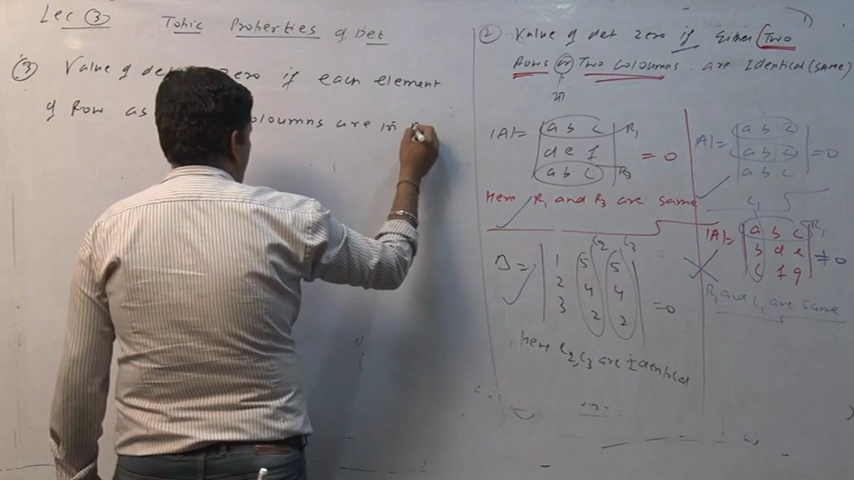 Lec ③ Topic Properties of Det
③ Value of det Zero if each element
of Row as coloumns are in
② Value of det zero if Either Two
Rows or Two coloumns are Identical (same)
|A| = | a b c | R₁
| d e f | = 0
| a b c | R₃
Here R₁ and R₃ are same
|A| = | a b c |
| a b c | = 0
| a b c |
B = | 1 5 5 | C₂ C₃
| 2 4 4 |
| 3 2 2 | = 0
Here C₂, C₃ are identical
C₁
|A| = | a b c | R₁
| b d e | ≠ 0
| c f g |
R₁ and C₁ are same